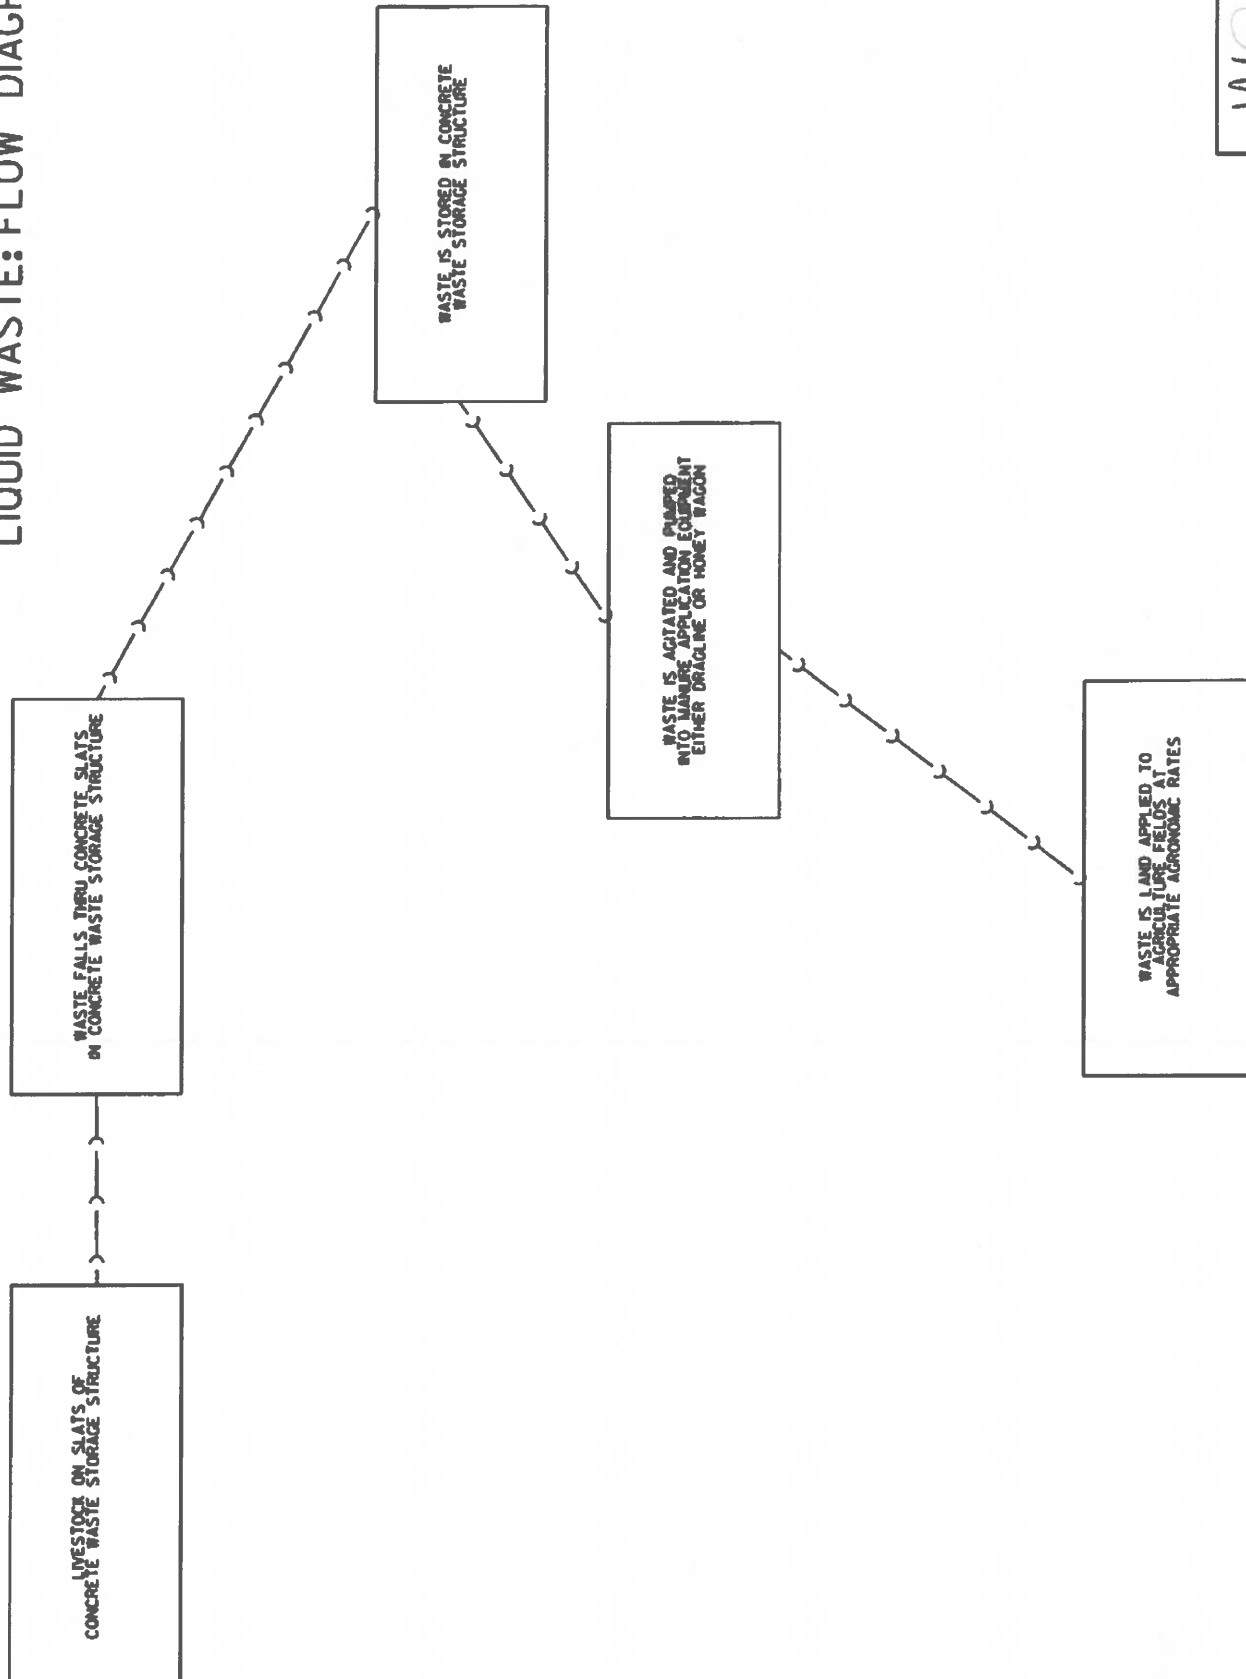 LIQUID WASTE: FLOW
LIVESTOCK ON SLATS OF
CONCRETE WASTE STORAGE STRUCTURE
WASTE FALLS THRU CONCRETE SLATS
IN CONCRETE WASTE STORAGE STRUCTURE
WASTE IS STORED IN CONCRETE
WASTE STORAGE STRUCTURE
WASTE IS AGITATED AND PUMPED
INTO MANURE APPLICATION EQUIPMENT
EITHER DRAGLINE OR HONEY WAGON
WASTE IS LAND APPLIED TO
AGRICULTURE FIELDS AT
APPROPRIATE AGRONOMIC RATES